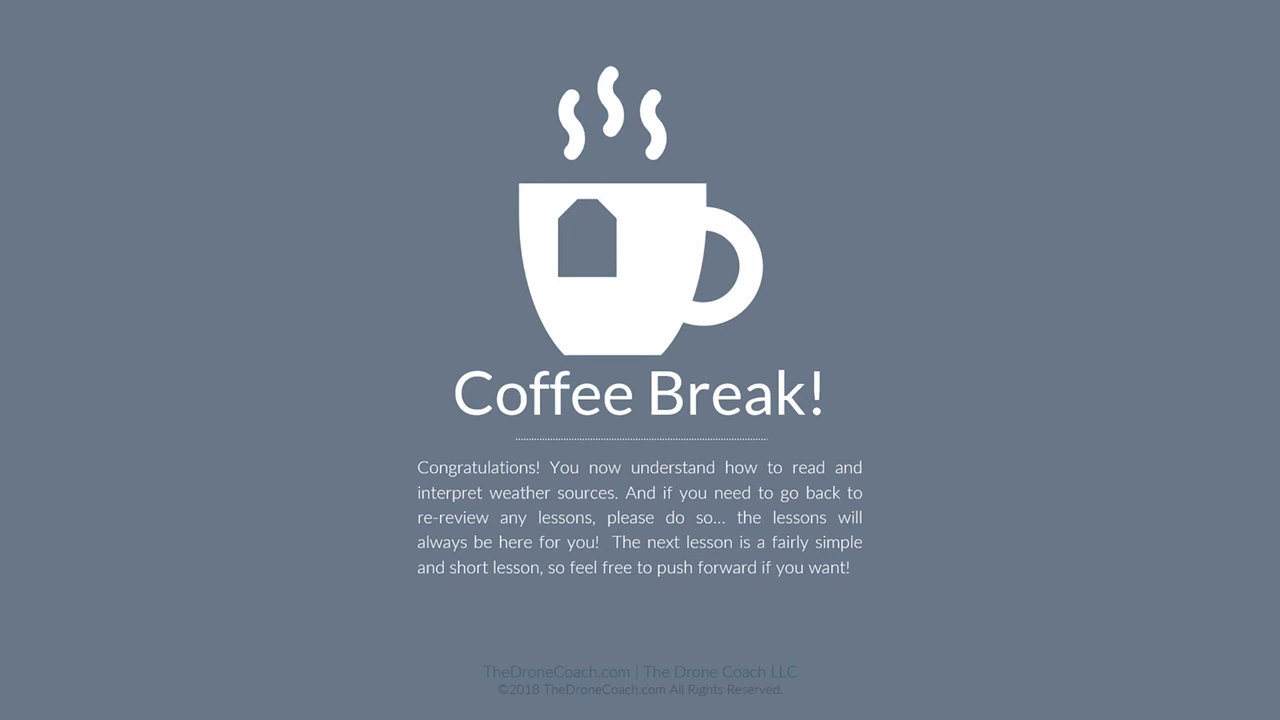 Coffee Break!
Congratulations! You now understand how to read and
interpret weather sources. And if you need to go back to
re-review any lessons, please do so... the lessons will
always be here for you! The next lesson is a fairly simple
and short lesson, so feel free to push forward if you want!
TheDroneCoach.com | The Drone Coach LLC
©2018 TheDroneCoach.com All Rights Reserved.